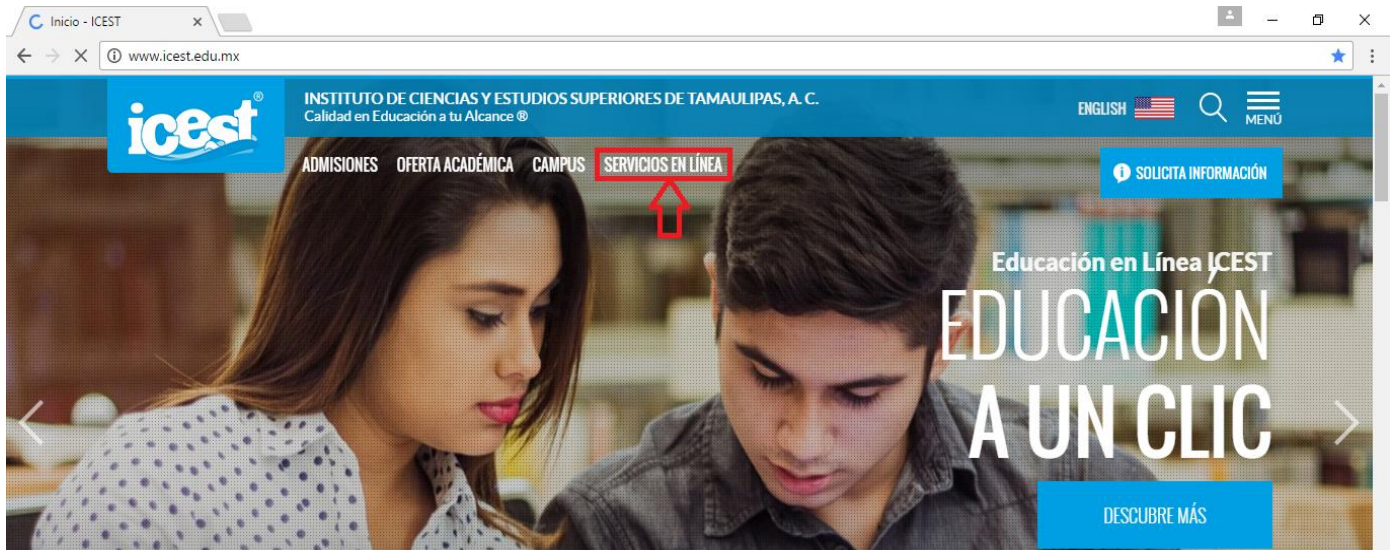 Inicio - ICEST
www.icest.edu.mx
icest®
INSTITUTO DE CIENCIAS Y ESTUDIOS SUPERIORES DE TAMAULIPAS, A. C.
Calidad en Educación a tu Alcance ®
ENGLISH
MENÚ
ADMISIONES OFERTA ACADÉMICA CAMPUS SERVICIOS EN LÍNEA
SOLICITA INFORMACIÓN
Educación en Línea ICEST
EDUCACIÓN
A UN CLIC
DESCUBRE MÁS